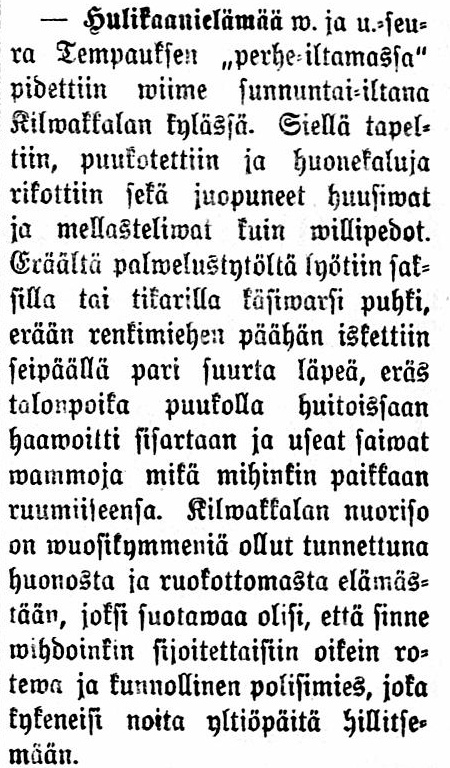 — Hulikaanielämää w. ja u.-seu-
ra Tempauksen „perhe-iltamassa“
pidettiin wiime sunnuntai-iltana
Kilwakkalan kylässä. Siellä tapel-
tiin, puukotettiin ja huonekaluja
rikottiin sekä juopuneet huusiwat
ja mellasteliwat kuin willipedot.
Eräältä palwelustytöltä lyötiin sak-
silla tai tikarilla käsiwarsi puhki,
erään renkimiehen päähän iskettiin
seipäällä pari suurta läpeä, eräs
talonpoika puukolla huitoissaan
haawoitti sisartaan ja useat saiwat
wammoja mikä mihinkin paikkaan
ruumiiseensa. Kilwakkalan nuoriso
on wuosikymmeniä ollut tunnettuna
huonosta ja ruokottomasta elämäs-
tään, joksi suotawaa olisi, että sinne
wihdoinkin sijoitettaisiin oikein ro-
tewa ja kunnollinen polisimies, joka
kykeneisi noita yltiöpäitä hillitse-
mään.